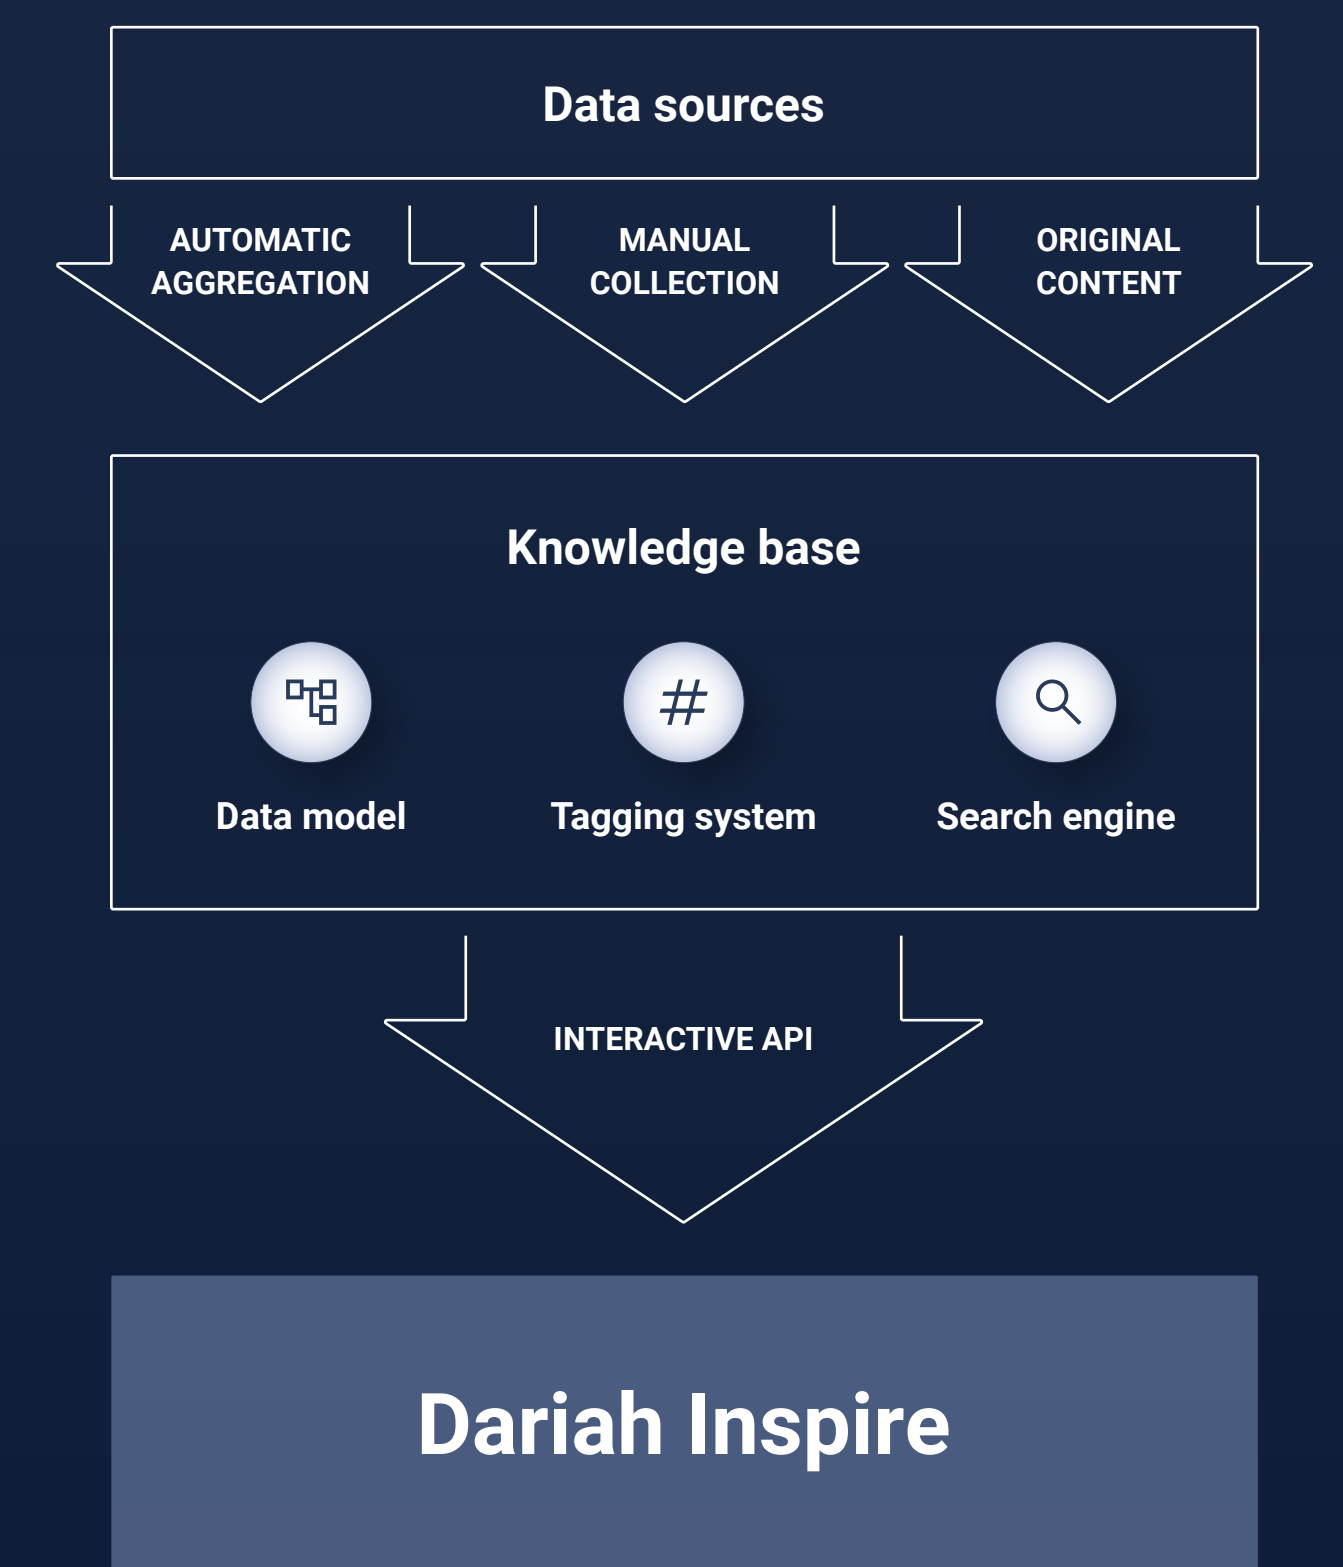 Data sources
AUTOMATIC
AGGREGATION
MANUAL
COLLECTION
ORIGINAL
CONTENT
Knowledge base
Data model
Tagging system
Search engine
INTERACTIVE API
Dariah Inspire